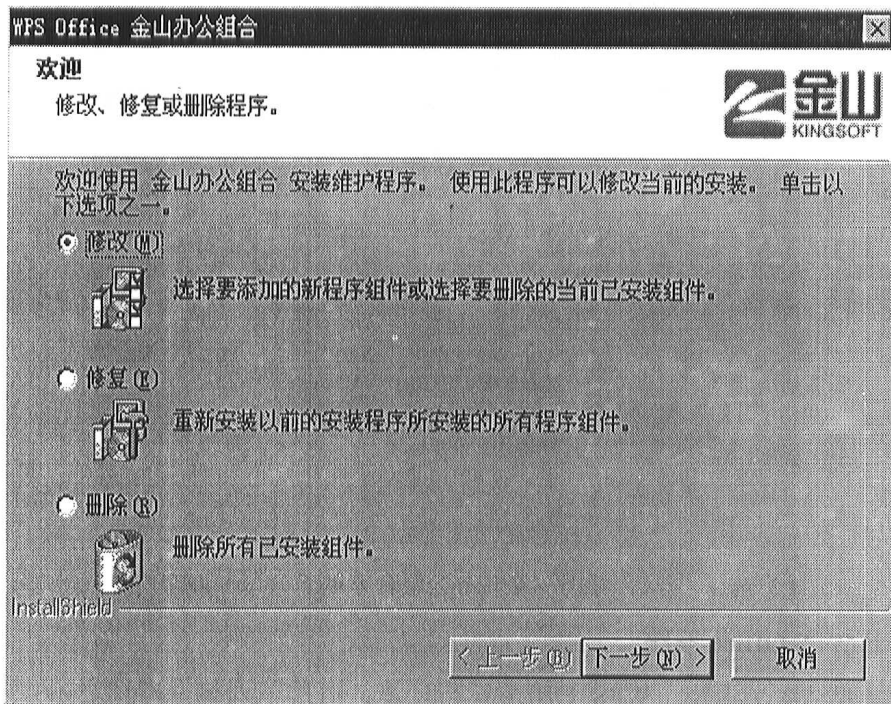 WPS Office 金山办公组合
欢迎
修改、修复或删除程序。
金山
KINGSOFT
欢迎使用 金山办公组合 安装维护程序。 使用此程序可以修改当前的安装。 单击以
下选项之一。
修改(M)
选择要添加的新程序组件或选择要删除的当前已安装组件。
修复(E)
重新安装以前的安装程序所安装的所有程序组件。
删除(R)
删除所有已安装组件。
InstallShield
< 上一步(B) 下一步(N) > 取消